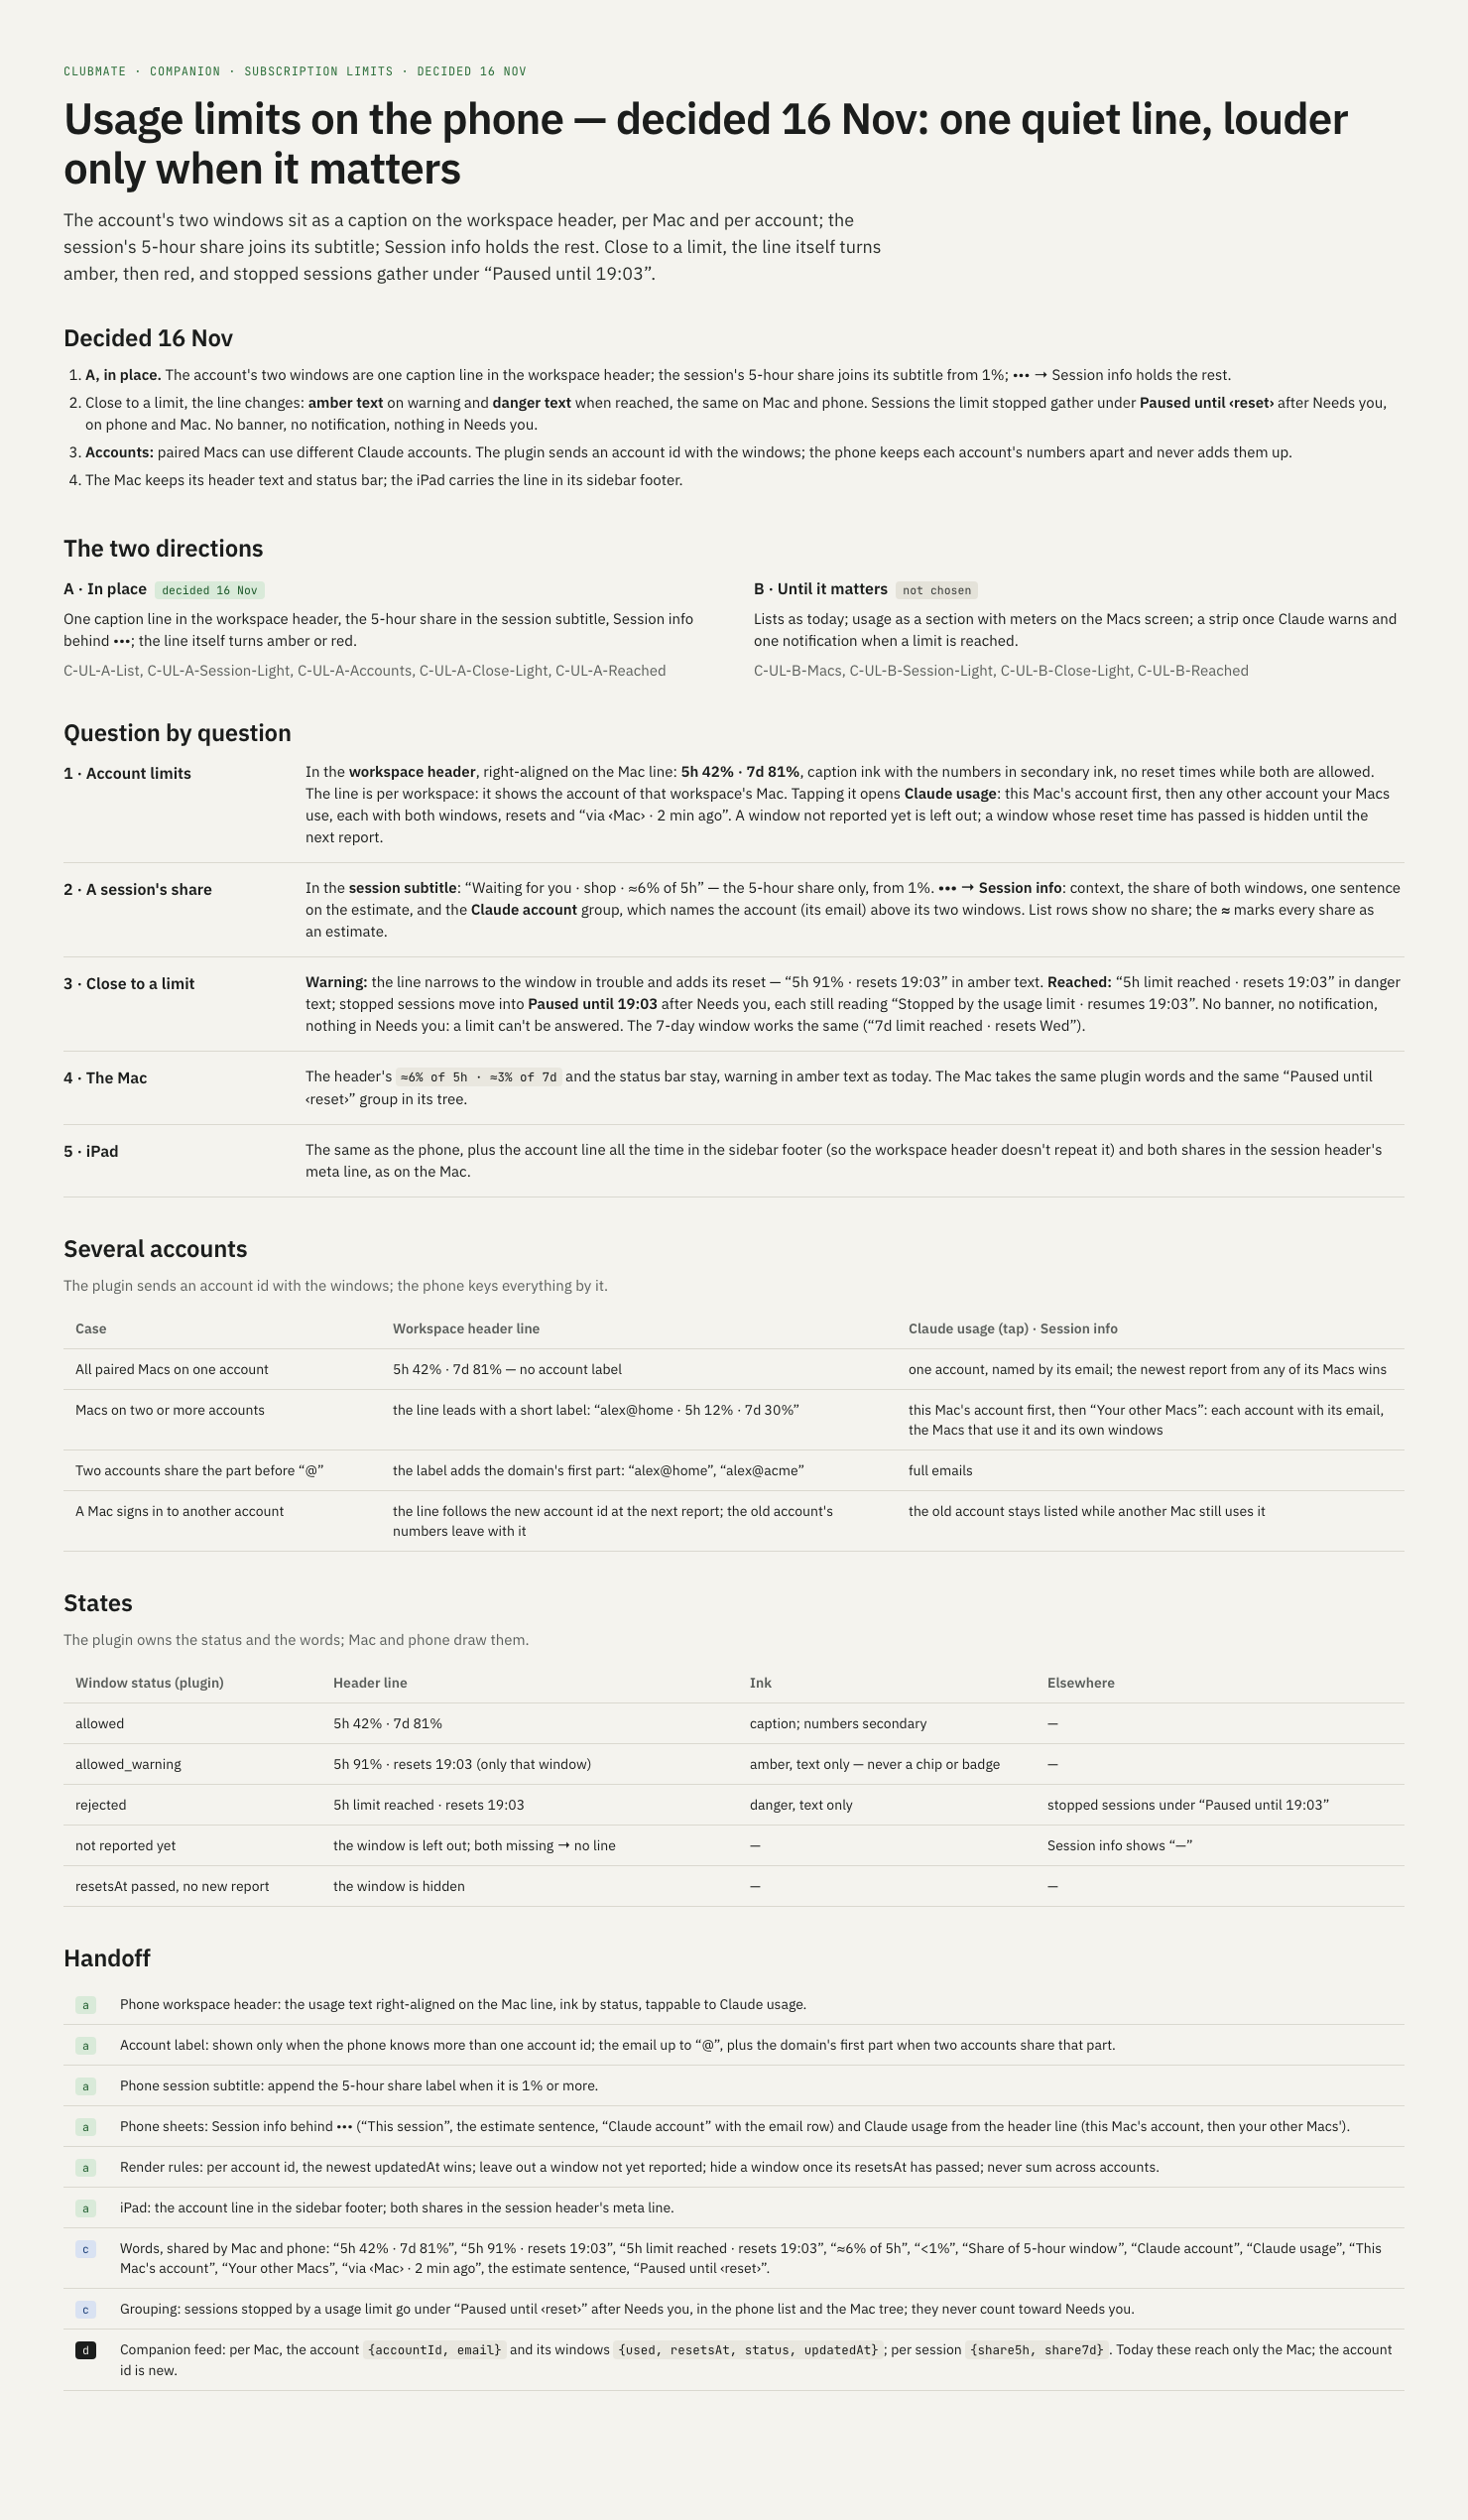 CLUBMATE · COMPANION · SUBSCRIPTION LIMITS · DECIDED 16 NOV
Usage limits on the phone — decided 16 Nov: one quiet line, louder
only when it matters
The account's two windows sit as a caption on the workspace header, per Mac and per account; the
session's 5-hour share joins its subtitle; Session info holds the rest. Close to a limit, the line itself turns
amber, then red, and stopped sessions gather under “Paused until 19:03”.
Decided 16 Nov
1. A, in place. The account's two windows are one caption line in the workspace header; the session's 5-hour share joins its subtitle from 1%; ••• → Session info holds the rest.
2. Close to a limit, the line changes: amber text on warning and danger text when reached, the same on Mac and phone. Sessions the limit stopped gather under Paused until ‹reset› after Needs you,
on phone and Mac. No banner, no notification, nothing in Needs you.
3. Accounts: paired Macs can use different Claude accounts. The plugin sends an account id with the windows; the phone keeps each account's numbers apart and never adds them up.
4. The Mac keeps its header text and status bar; the iPad carries the line in its sidebar footer.
The two directions
A · In place decided 16 Nov
One caption line in the workspace header, the 5-hour share in the session subtitle, Session info
behind •••; the line itself turns amber or red.
C-UL-A-List, C-UL-A-Session-Light, C-UL-A-Accounts, C-UL-A-Close-Light, C-UL-A-Reached
B · Until it matters not chosen
Lists as today; usage as a section with meters on the Macs screen; a strip once Claude warns and
one notification when a limit is reached.
C-UL-B-Macs, C-UL-B-Session-Light, C-UL-B-Close-Light, C-UL-B-Reached
Question by question
1 · Account limits
In the workspace header, right-aligned on the Mac line: 5h 42% · 7d 81%, caption ink with the numbers in secondary ink, no reset times while both are allowed.
The line is per workspace: it shows the account of that workspace's Mac. Tapping it opens Claude usage: this Mac's account first, then any other account your Macs
use, each with both windows, resets and “via ‹Mac› · 2 min ago”. A window not reported yet is left out; a window whose reset time has passed is hidden until the
next report.
2 · A session's share
In the session subtitle: “Waiting for you · shop · ≈6% of 5h” — the 5-hour share only, from 1%. ••• → Session info: context, the share of both windows, one sentence
on the estimate, and the Claude account group, which names the account (its email) above its two windows. List rows show no share; the ≈ marks every share as
an estimate.
3 · Close to a limit
Warning: the line narrows to the window in trouble and adds its reset — “5h 91% · resets 19:03” in amber text. Reached: “5h limit reached · resets 19:03” in danger
text; stopped sessions move into Paused until 19:03 after Needs you, each still reading “Stopped by the usage limit · resumes 19:03”. No banner, no notification,
nothing in Needs you: a limit can't be answered. The 7-day window works the same (“7d limit reached · resets Wed”).
4 · The Mac
The header's ≈6% of 5h · ≈3% of 7d and the status bar stay, warning in amber text as today. The Mac takes the same plugin words and the same “Paused until
‹reset›” group in its tree.
5 · iPad
The same as the phone, plus the account line all the time in the sidebar footer (so the workspace header doesn't repeat it) and both shares in the session header's
meta line, as on the Mac.
Several accounts
The plugin sends an account id with the windows; the phone keys everything by it.
Case Workspace header line Claude usage (tap) · Session info
All paired Macs on one account 5h 42% · 7d 81% — no account label one account, named by its email; the newest report from any of its Macs wins
Macs on two or more accounts the line leads with a short label: “alex@home · 5h 12% · 7d 30%” this Mac's account first, then “Your other Macs”: each account with its email,
the Macs that use it and its own windows
Two accounts share the part before “@” the label adds the domain's first part: “alex@home”, “alex@acme” full emails
A Mac signs in to another account the line follows the new account id at the next report; the old account's the old account stays listed while another Mac still uses it
numbers leave with it
States
The plugin owns the status and the words; Mac and phone draw them.
Window status (plugin) Header line Ink Elsewhere
allowed 5h 42% · 7d 81% caption; numbers secondary —
allowed_warning 5h 91% · resets 19:03 (only that window) amber, text only — never a chip or badge —
rejected 5h limit reached · resets 19:03 danger, text only stopped sessions under “Paused until 19:03”
not reported yet the window is left out; both missing → no line — Session info shows “—”
resetsAt passed, no new report the window is hidden — —
Handoff
a Phone workspace header: the usage text right-aligned on the Mac line, ink by status, tappable to Claude usage.
a Account label: shown only when the phone knows more than one account id; the email up to “@”, plus the domain's first part when two accounts share that part.
a Phone session subtitle: append the 5-hour share label when it is 1% or more.
a Phone sheets: Session info behind ••• (“This session”, the estimate sentence, “Claude account” with the email row) and Claude usage from the header line (this Mac's account, then your other Macs').
a Render rules: per account id, the newest updatedAt wins; leave out a window not yet reported; hide a window once its resetsAt has passed; never sum across accounts.
a iPad: the account line in the sidebar footer; both shares in the session header's meta line.
c Words, shared by Mac and phone: “5h 42% · 7d 81%”, “5h 91% · resets 19:03”, “5h limit reached · resets 19:03”, “≈6% of 5h”, “<1%”, “Share of 5-hour window”, “Claude account”, “Claude usage”, “This
Mac's account”, “Your other Macs”, “via ‹Mac› · 2 min ago”, the estimate sentence, “Paused until ‹reset›”.
c Grouping: sessions stopped by a usage limit go under “Paused until ‹reset›” after Needs you, in the phone list and the Mac tree; they never count toward Needs you.
d Companion feed: per Mac, the account {accountId, email} and its windows {used, resetsAt, status, updatedAt}; per session {share5h, share7d}. Today these reach only the Mac; the account
id is new.